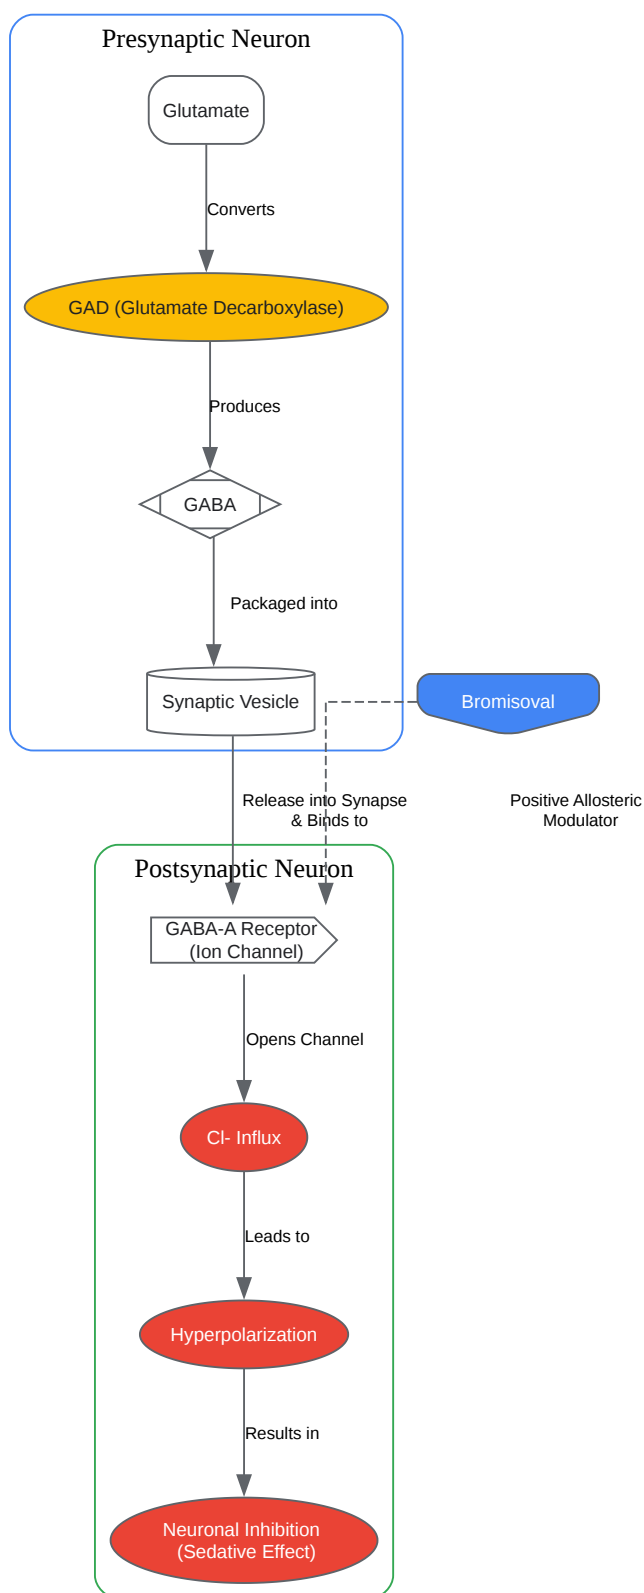 Presynaptic Neuron
Glutamate
Converts
GAD (Glutamate Decarboxylase)
Produces
GABA
Packaged into
Synaptic Vesicle
Bromisoval
Release into Synapse
& Binds to
Positive Allosteric
Modulator
Postsynaptic Neuron
GABA-A Receptor
(Ion Channel)
Opens Channel
Cl- Influx
Leads to
Hyperpolarization
Results in
Neuronal Inhibition
(Sedative Effect)